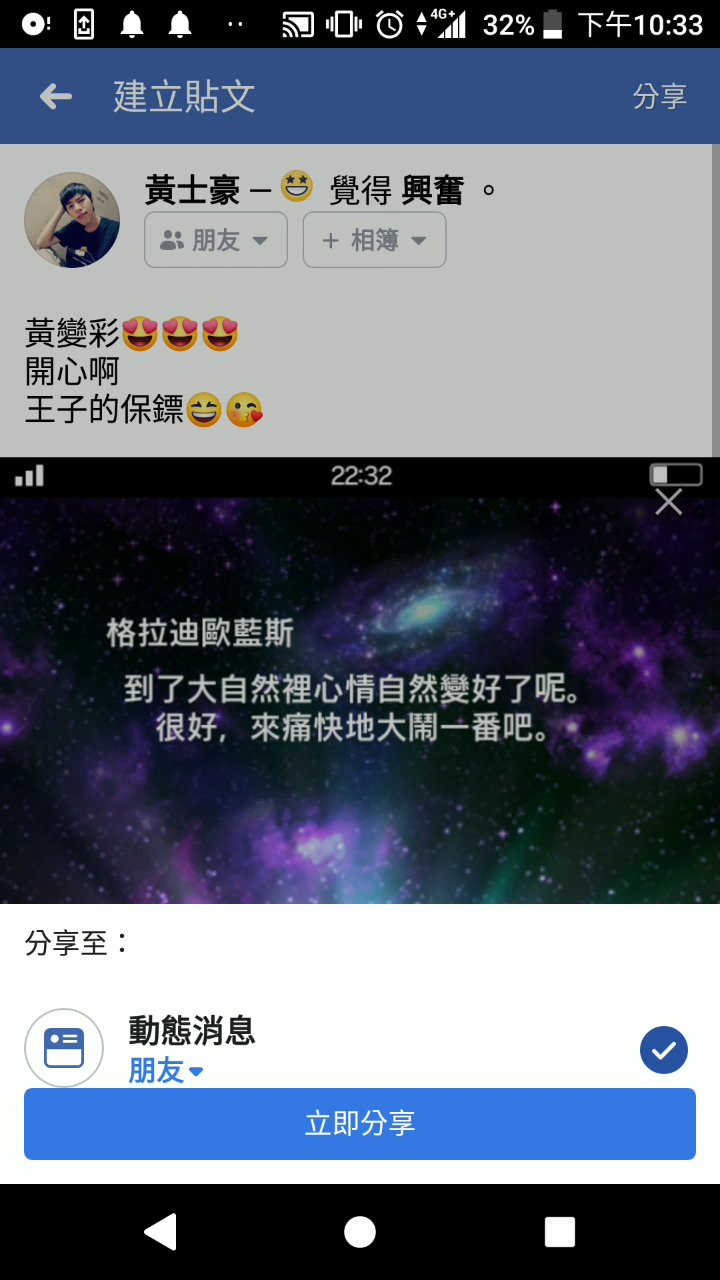 4G+ 32% 下午10:33
建立貼文 分享
黃士豪 — 覺得 興奮 。
朋友 + 相簿
黃變彩😍😍😍
開心啊
王子的保鏢😄😘
22:32
格拉迪歐藍斯
到了大自然裡心情自然變好了呢。
很好，來痛快地大鬧一番吧。
分享至：
動態消息
朋友
立即分享